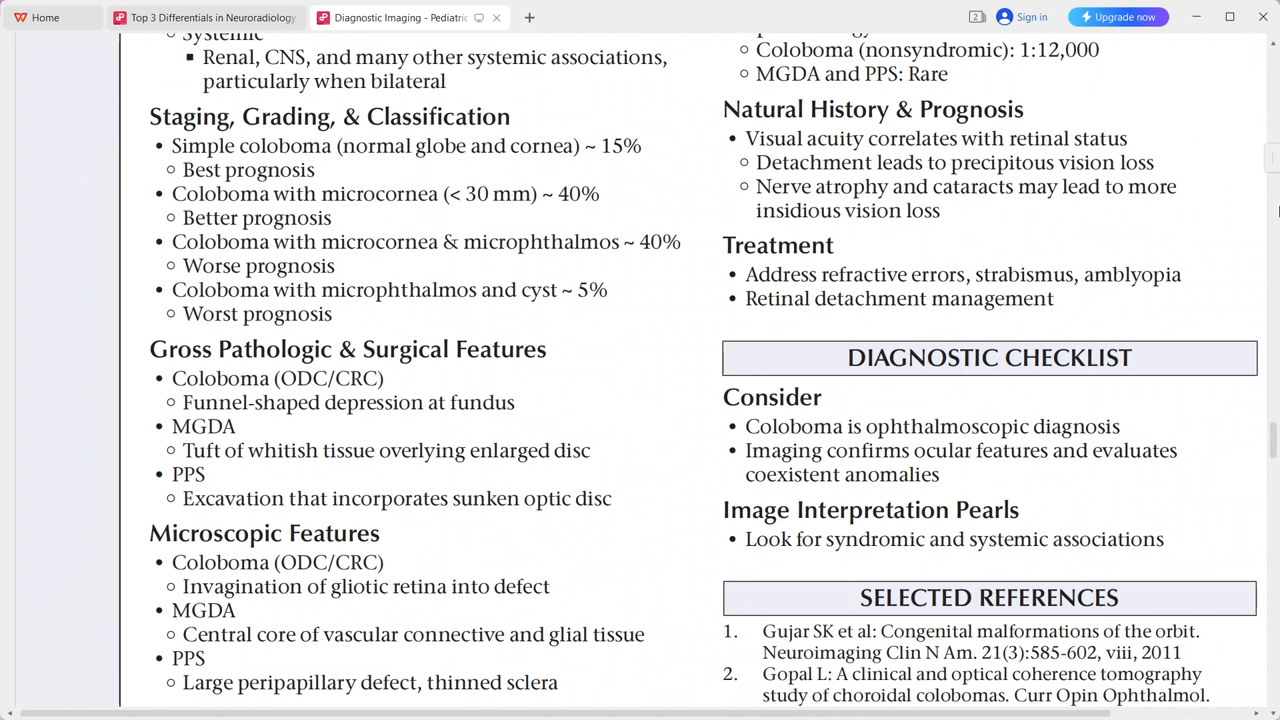 Home
Top 3 Differentials in Neuroradiology.
Diagnostic Imaging - Pediatric
2
Sign in
Upgrade now
Systemic
Renal, CNS, and many other systemic associations,
particularly when bilateral
Staging, Grading, & Classification
• Simple coloboma (normal globe and cornea) ~ 15%
○ Best prognosis
• Coloboma with microcornea (< 30 mm) ~ 40%
○ Better prognosis
• Coloboma with microcornea & microphthalmos ~ 40%
○ Worse prognosis
• Coloboma with microphthalmos and cyst ~ 5%
○ Worst prognosis
Gross Pathologic & Surgical Features
• Coloboma (ODC/CRC)
○ Funnel-shaped depression at fundus
• MGDA
○ Tuft of whitish tissue overlying enlarged disc
• PPS
○ Excavation that incorporates sunken optic disc
Microscopic Features
• Coloboma (ODC/CRC)
○ Invagination of gliotic retina into defect
• MGDA
○ Central core of vascular connective and glial tissue
• PPS
○ Large peripapillary defect, thinned sclera
○ Coloboma (nonsyndromic): 1:12,000
○ MGDA and PPS: Rare
Natural History & Prognosis
• Visual acuity correlates with retinal status
○ Detachment leads to precipitous vision loss
○ Nerve atrophy and cataracts may lead to more
insidious vision loss
Treatment
• Address refractive errors, strabismus, amblyopia
• Retinal detachment management
DIAGNOSTIC CHECKLIST
Consider
• Coloboma is ophthalmoscopic diagnosis
• Imaging confirms ocular features and evaluates
coexistent anomalies
Image Interpretation Pearls
• Look for syndromic and systemic associations
SELECTED REFERENCES
1. Gujar SK et al: Congenital malformations of the orbit.
Neuroimaging Clin N Am. 21(3):585-602, viii, 2011
2. Gopal L: A clinical and optical coherence tomography
study of choroidal colobomas. Curr Opin Ophthalmol.